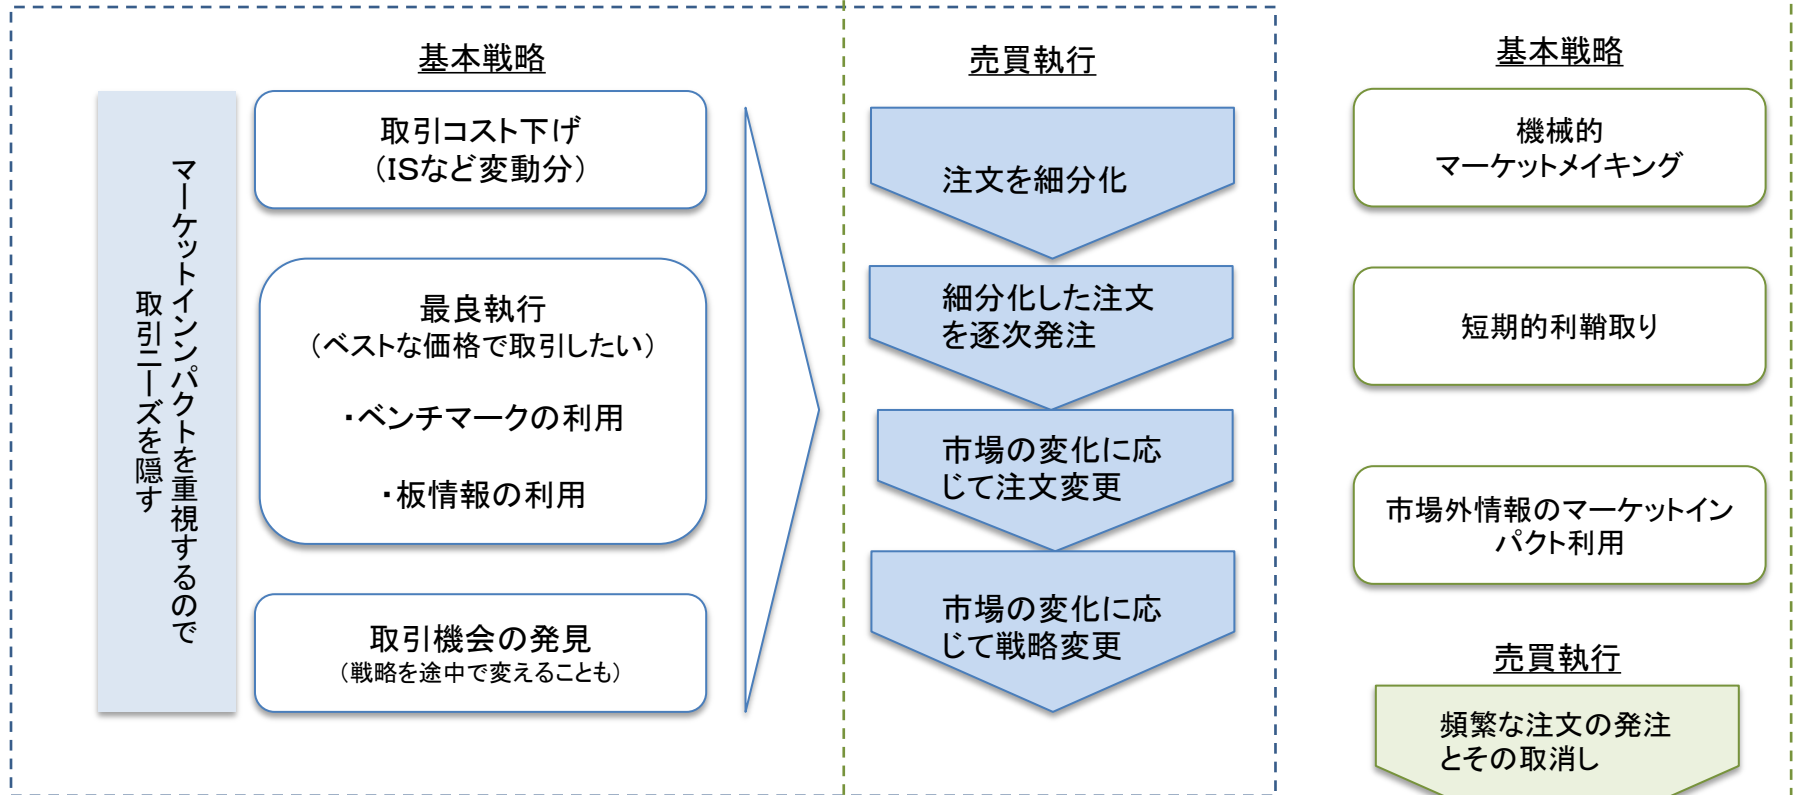 基本戦略
マーケットインンパクトを重視するので
取引ニーズを隠す
取引コスト下げ
（ISなど変動分）
最良執行
（ベストな価格で取引したい）
・ベンチマークの利用
・板情報の利用
取引機会の発見
（戦略を途中で変えることも）
売買執行
注文を細分化
細分化した注文
を逐次発注
市場の変化に応
じて注文変更
市場の変化に応
じて戦略変更
基本戦略
機械的
マーケットメイキング
短期的利鞘取り
市場外情報のマーケットイン
パクト利用
売買執行
頻繁な注文の発注
とその取消し